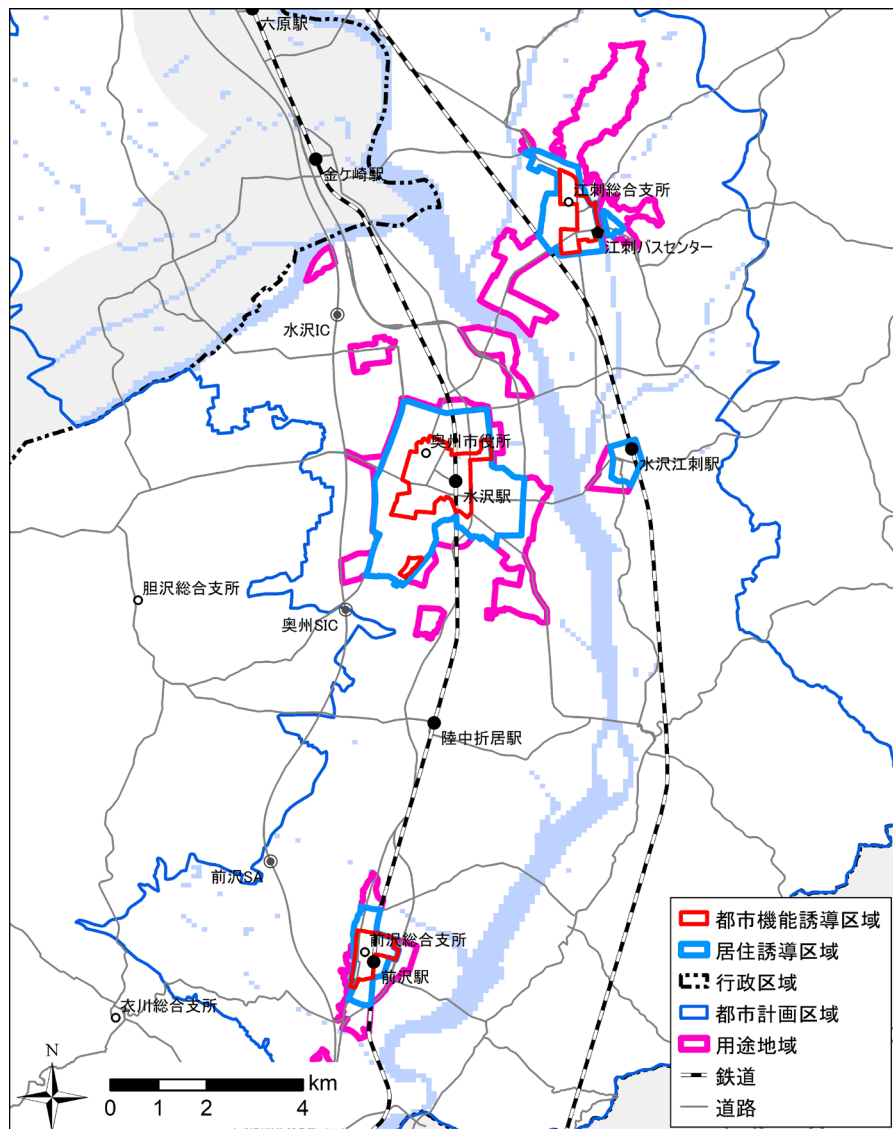 六原駅
金ケ崎駅
江刺総合支所
江刺バスセンター
水沢IC
奥州市役所
水沢江刺駅
水沢駅
胆沢総合支所
奥州SIC
陸中折居駅
前沢SA
前沢総合支所
前沢駅
衣川総合支所
都市機能誘導区域
居住誘導区域
行政区域
都市計画区域
用途地域
鉄道
道路
N
km
0 1 2 4